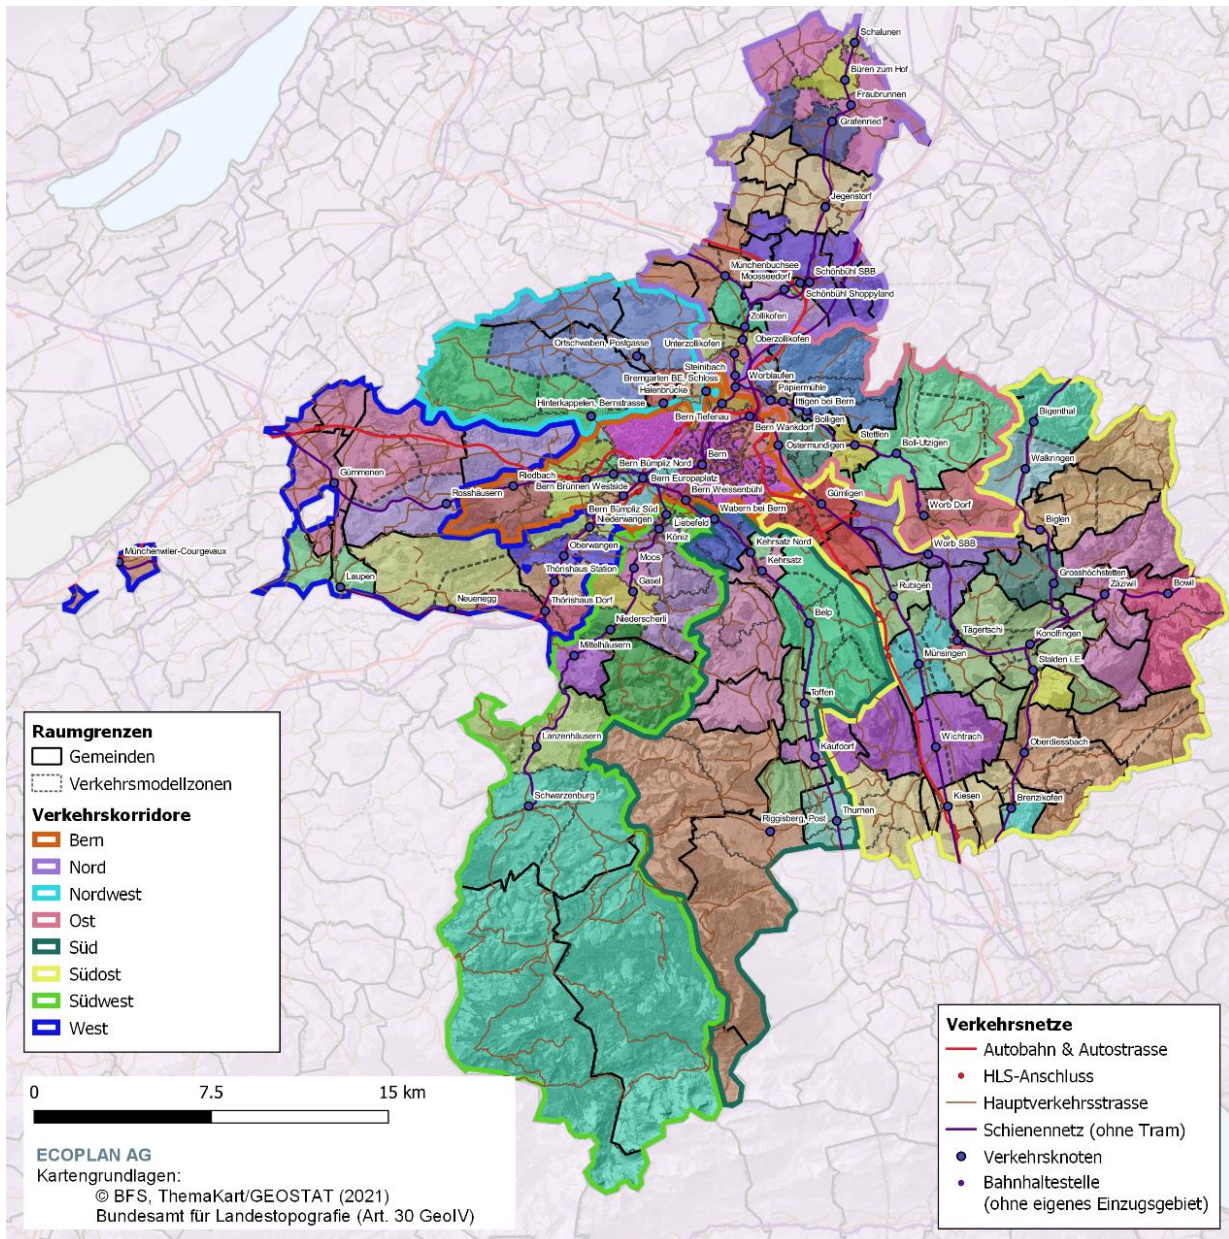 Schalunen
Büren zum Hof
Fraubrunnen
Grafenried
Jegenstorf
Münchenbuchsee
Moosseedorf
Schönbühl SBB
Schönbühl Shoppyland
Zollikofen
Ortschwaben, Postgasse
Unterzollikofen
Oberzollikofen
Steinibach
Worblaufen
Bremgarten BE, Schloss
Papiermühle
Halenbrücke
Ittigen bei Bern
Hinterkappelen, Bernstrasse
Bern Tiefenau
Bolligen
Bigenthal
Bern Wankdorf
Stettlen
Ostermundigen
Boll-Utzigen
Walkringen
Bern
Bern Bümpliz Nord
Gümmenen
Riedbach
Bern Europaplatz
Bern Brünnen Westside
Bern Weissenbühl
Rosshäusern
Gümligen
Worb Dorf
Bern Bümpliz Süd
Wabern bei Bern
Niederwangen
Liebefeld
Biglen
Köniz
Kehrsatz Nord
Worb SBB
Münchenwiler-Courgevaux
Oberwangen
Moos
Kehrsatz
Grosshöchstetten
Laupen
Thörishaus Station
Gasel
Rubigen
Zäziwil
Bowil
Neuenegg
Thörishaus Dorf
Belp
Niederscherli
Tägertschi
Konolfingen
Mittelhäusern
Münsingen
Stalden i.E.
Toffen
Lanzenhäusern
Kaufdorf
Wichtrach
Oberdiessbach
Schwarzenburg
Riggisberg, Post
Thurnen
Kiesen
Brenzikofen
Raumgrenzen
Gemeinden
Verkehrsmodellzonen
Verkehrskorridore
Bern
Nord
Nordwest
Ost
Süd
Südost
Südwest
West
0 7.5 15 km
ECOPLAN AG
Kartengrundlagen:
© BFS, ThemaKart/GEOSTAT (2021)
Bundesamt für Landestopografie (Art. 30 GeoIV)
Verkehrsnetze
Autobahn & Autostrasse
HLS-Anschluss
Hauptverkehrsstrasse
Schienennetz (ohne Tram)
Verkehrsknoten
Bahnhaltestelle
(ohne eigenes Einzugsgebiet)